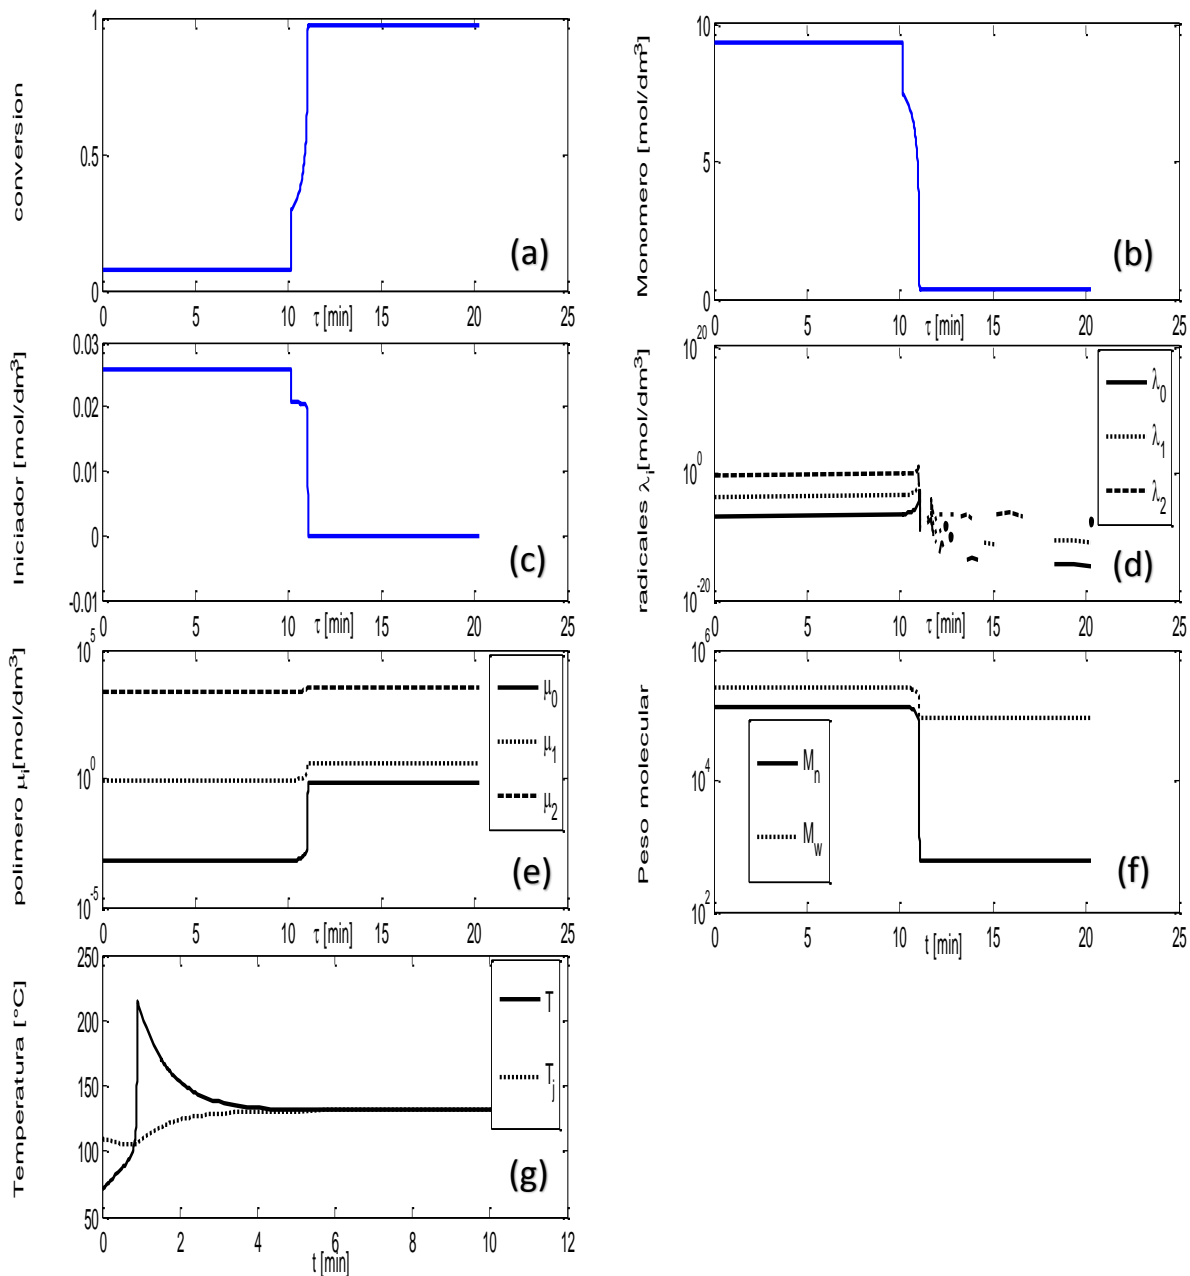 conversion
1
0.5
0
0 5 10 15 20 25
τ [min]
(a)
Monomero [mol/dm³]
10
5
0
0 5 10 15 20 25
τ [min]
(b)
Iniciador [mol/dm³]
0.03
0.02
0.01
0
-0.01
0 5 10 15 20 25
τ [min]
(c)
radicales λᵢ[mol/dm³]
10²⁰
10⁰
10⁻²⁰
0 5 10 15 20 25
τ [min]
λ₀
λ₁
λ₂
(d)
polimero μᵢ[mol/dm³]
10⁵
10⁰
10⁻⁵
0 5 10 15 20 25
τ [min]
μ₀
μ₁
μ₂
(e)
Peso molecular
10⁶
10⁴
10²
0 5 10 15 20 25
t [min]
Mₙ
M_w
(f)
Temperatura [°C]
250
200
150
100
50
0 2 4 6 8 10 12
t [min]
T
Tⱼ
(g)